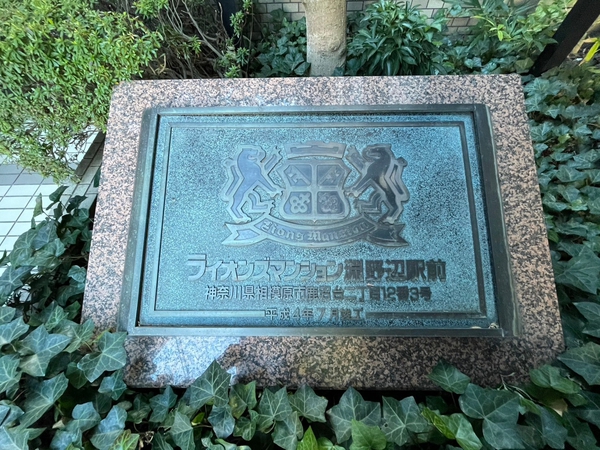 Lions Mansion
ライオンズマンション淵野辺駅前
神奈川県相模原市鹿沼台二丁目12番3号
平成4年7月竣工